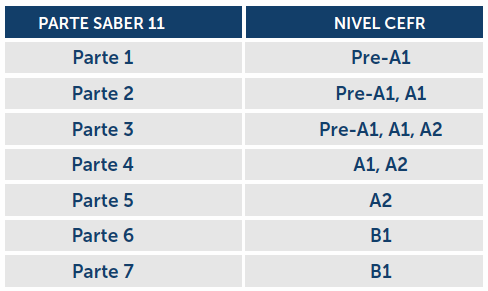 PARTE SABER 11 NIVEL CEFR
Parte 1 Pre-A1
Parte 2 Pre-A1, A1
Parte 3 Pre-A1, A1, A2
Parte 4 A1, A2
Parte 5 A2
Parte 6 B1
Parte 7 B1